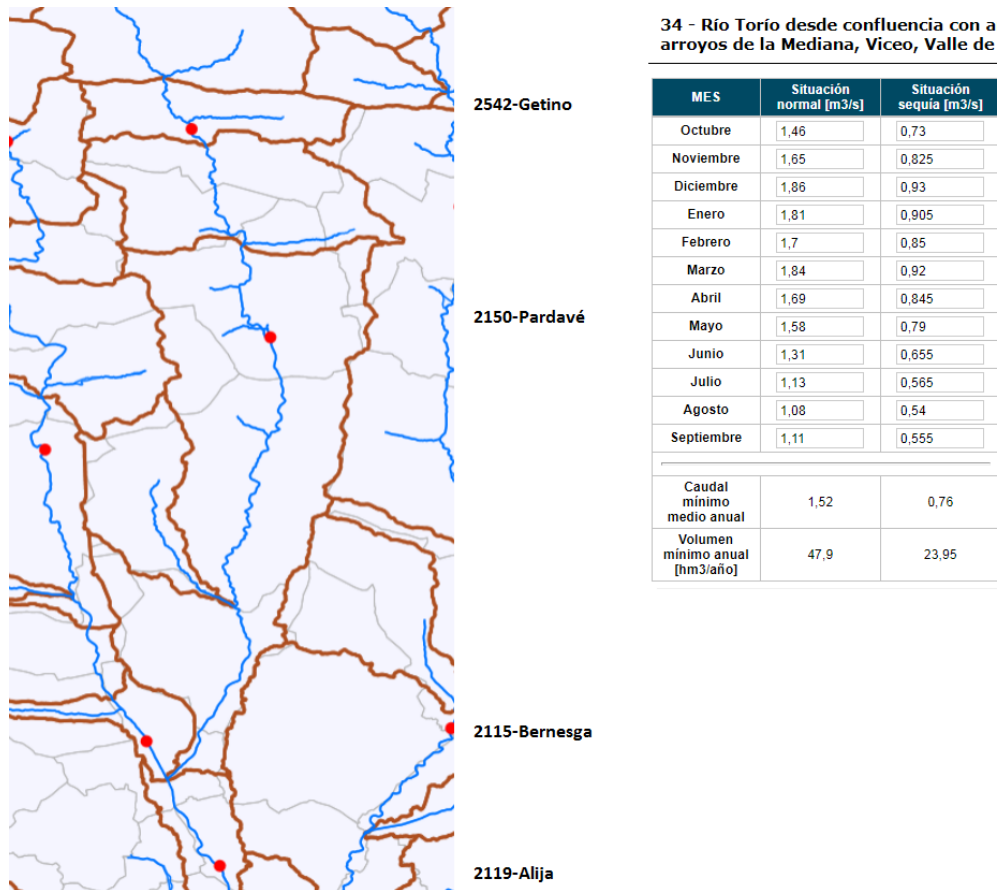 2542-Getino
2150-Pardavé
2115-Bernesga
2119-Alija
34 - Río Torío desde confluencia con a
arroyos de la Mediana, Viceo, Valle de
MES Situación normal [m3/s] Situación sequía [m3/s]
Octubre 1,46 0,73
Noviembre 1,65 0,825
Diciembre 1,86 0,93
Enero 1,81 0,905
Febrero 1,7 0,85
Marzo 1,84 0,92
Abril 1,69 0,845
Mayo 1,58 0,79
Junio 1,31 0,655
Julio 1,13 0,565
Agosto 1,08 0,54
Septiembre 1,11 0,555
Caudal mínimo medio anual 1,52 0,76
Volumen mínimo anual [hm3/año] 47,9 23,95